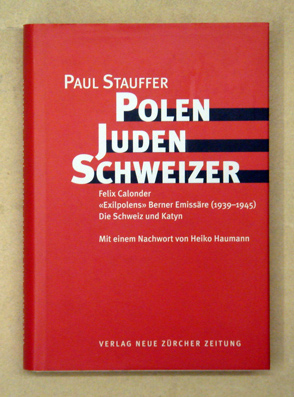 PAUL STAUFFER
POLEN
JUDEN
SCHWEIZER
Felix Calonder
«Exilpolens» Berner Emissäre (1939–1945)
Die Schweiz und Katyn
Mit einem Nachwort von Heiko Haumann
VERLAG NEUE ZÜRCHER ZEITUNG